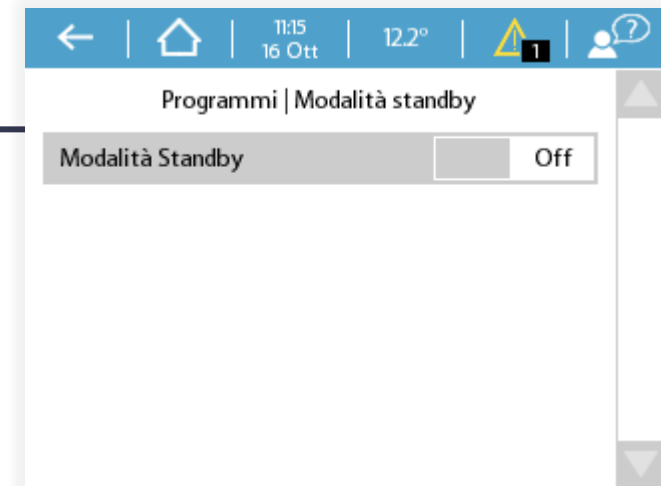 11:15
16 Ott
12.2°
1
?
Programmi | Modalità standby
Modalità Standby
Off